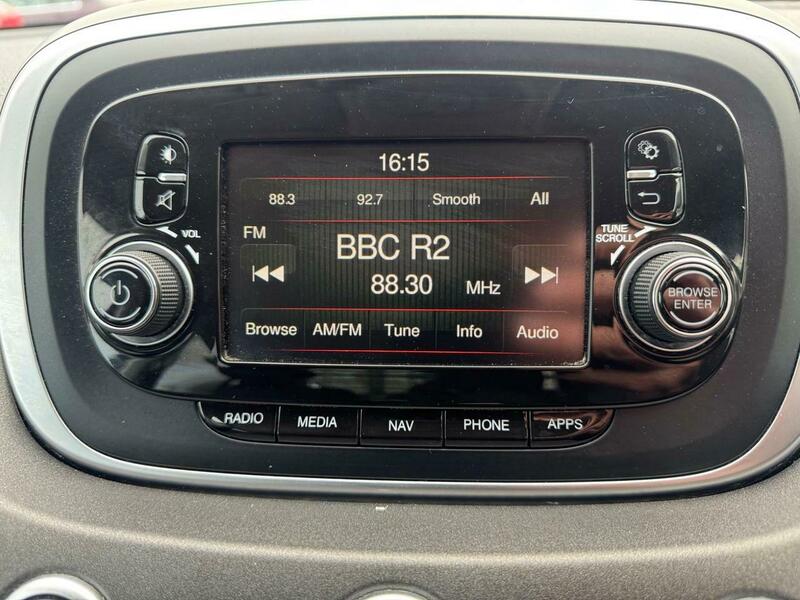 16:15
88.3 92.7 Smooth All
VOL
FM
TUNE
SCROLL
BBC R2
88.30 MHz
BROWSE
ENTER
Browse AM/FM Tune Info Audio
RADIO MEDIA NAV PHONE APPS